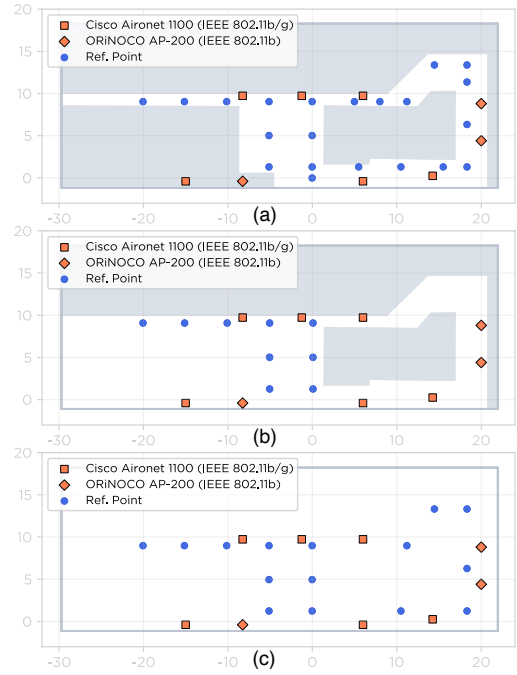 20
Cisco Aironet 1100 (IEEE 802.11b/g)
ORiNOCO AP-200 (IEEE 802.11b)
Ref. Point
15
10
5
0
-30
-20
-10
0
10
20
(a)
20
Cisco Aironet 1100 (IEEE 802.11b/g)
ORiNOCO AP-200 (IEEE 802.11b)
Ref. Point
15
10
5
0
-30
-20
-10
0
10
20
(b)
20
Cisco Aironet 1100 (IEEE 802.11b/g)
ORiNOCO AP-200 (IEEE 802.11b)
Ref. Point
15
10
5
0
-30
-20
-10
0
10
20
(c)